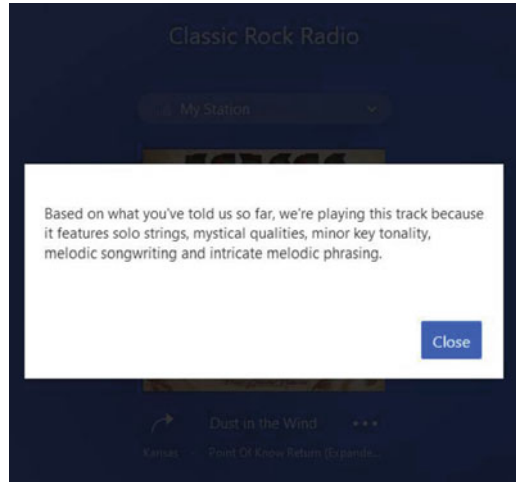 Classic Rock Radio
My Station
KANSAS
Based on what you've told us so far, we're playing this track because
it features solo strings, mystical qualities, minor key tonality,
melodic songwriting and intricate melodic phrasing.
Close
Dust in the Wind
Kansas Point Of Know Return (Expande...